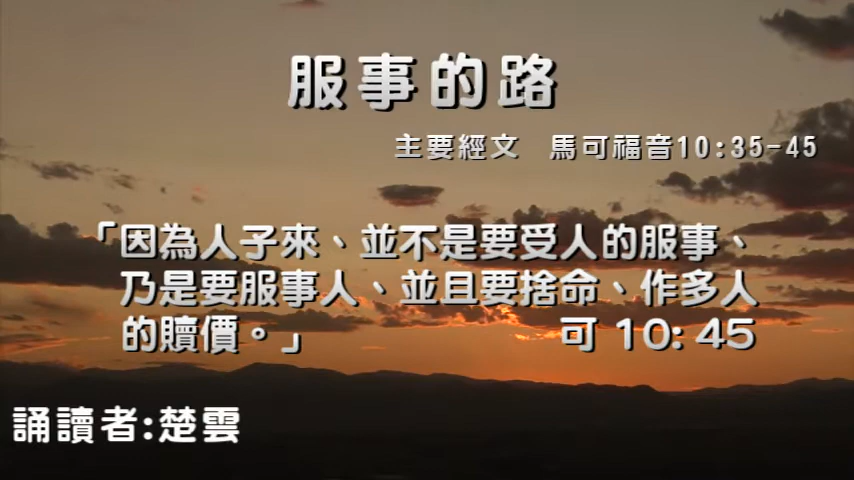 服事的路
主要經文 馬可福音10:35-45
「因為人子來、並不是要受人的服事、
乃是要服事人、並且要捨命、作多人
的贖價。」 可 10: 45
誦讀者:楚雲